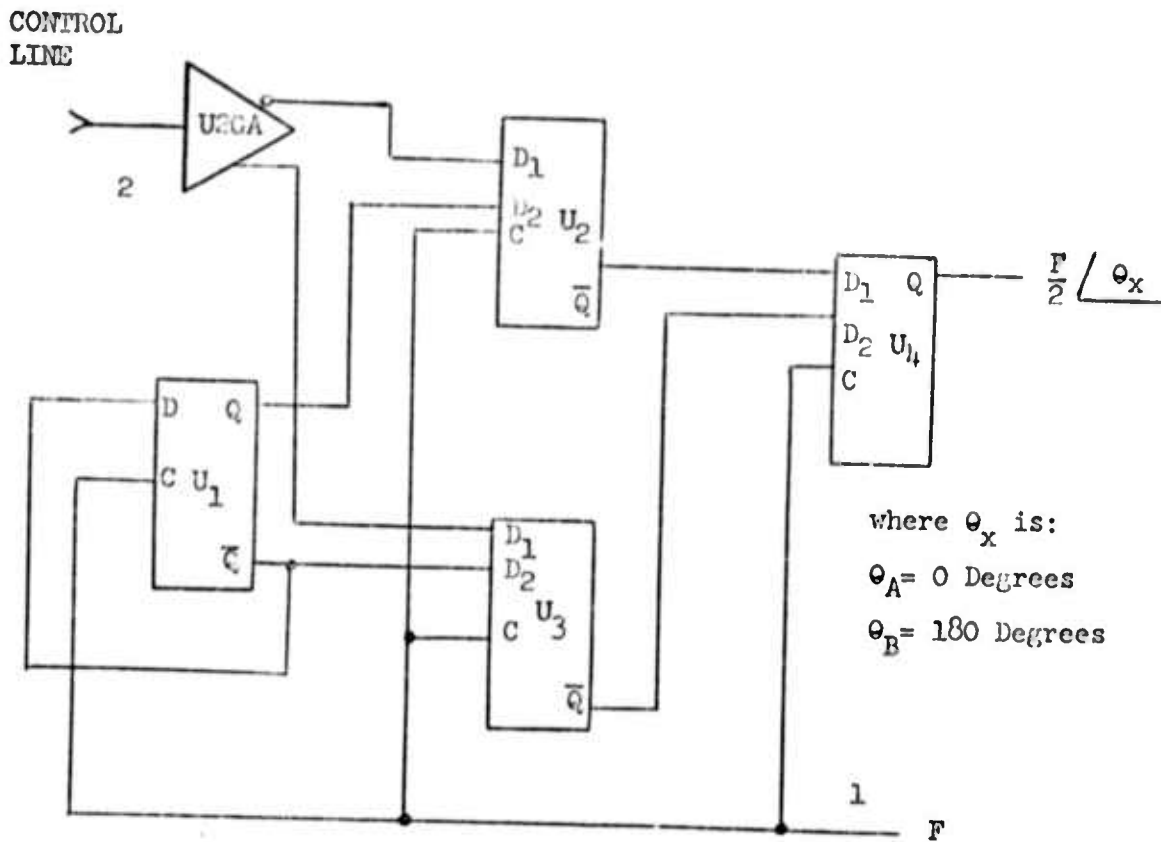 CONTROL
LINE
U20A
2
D1
D2 U2
C
Q̅
D1 Q
D2 U4
C
F/2 ∠θx
D Q
C U1
Q̅
D1
D2
U3
C
Q̅
where θx is:
θA= 0 Degrees
θB= 180 Degrees
1
F